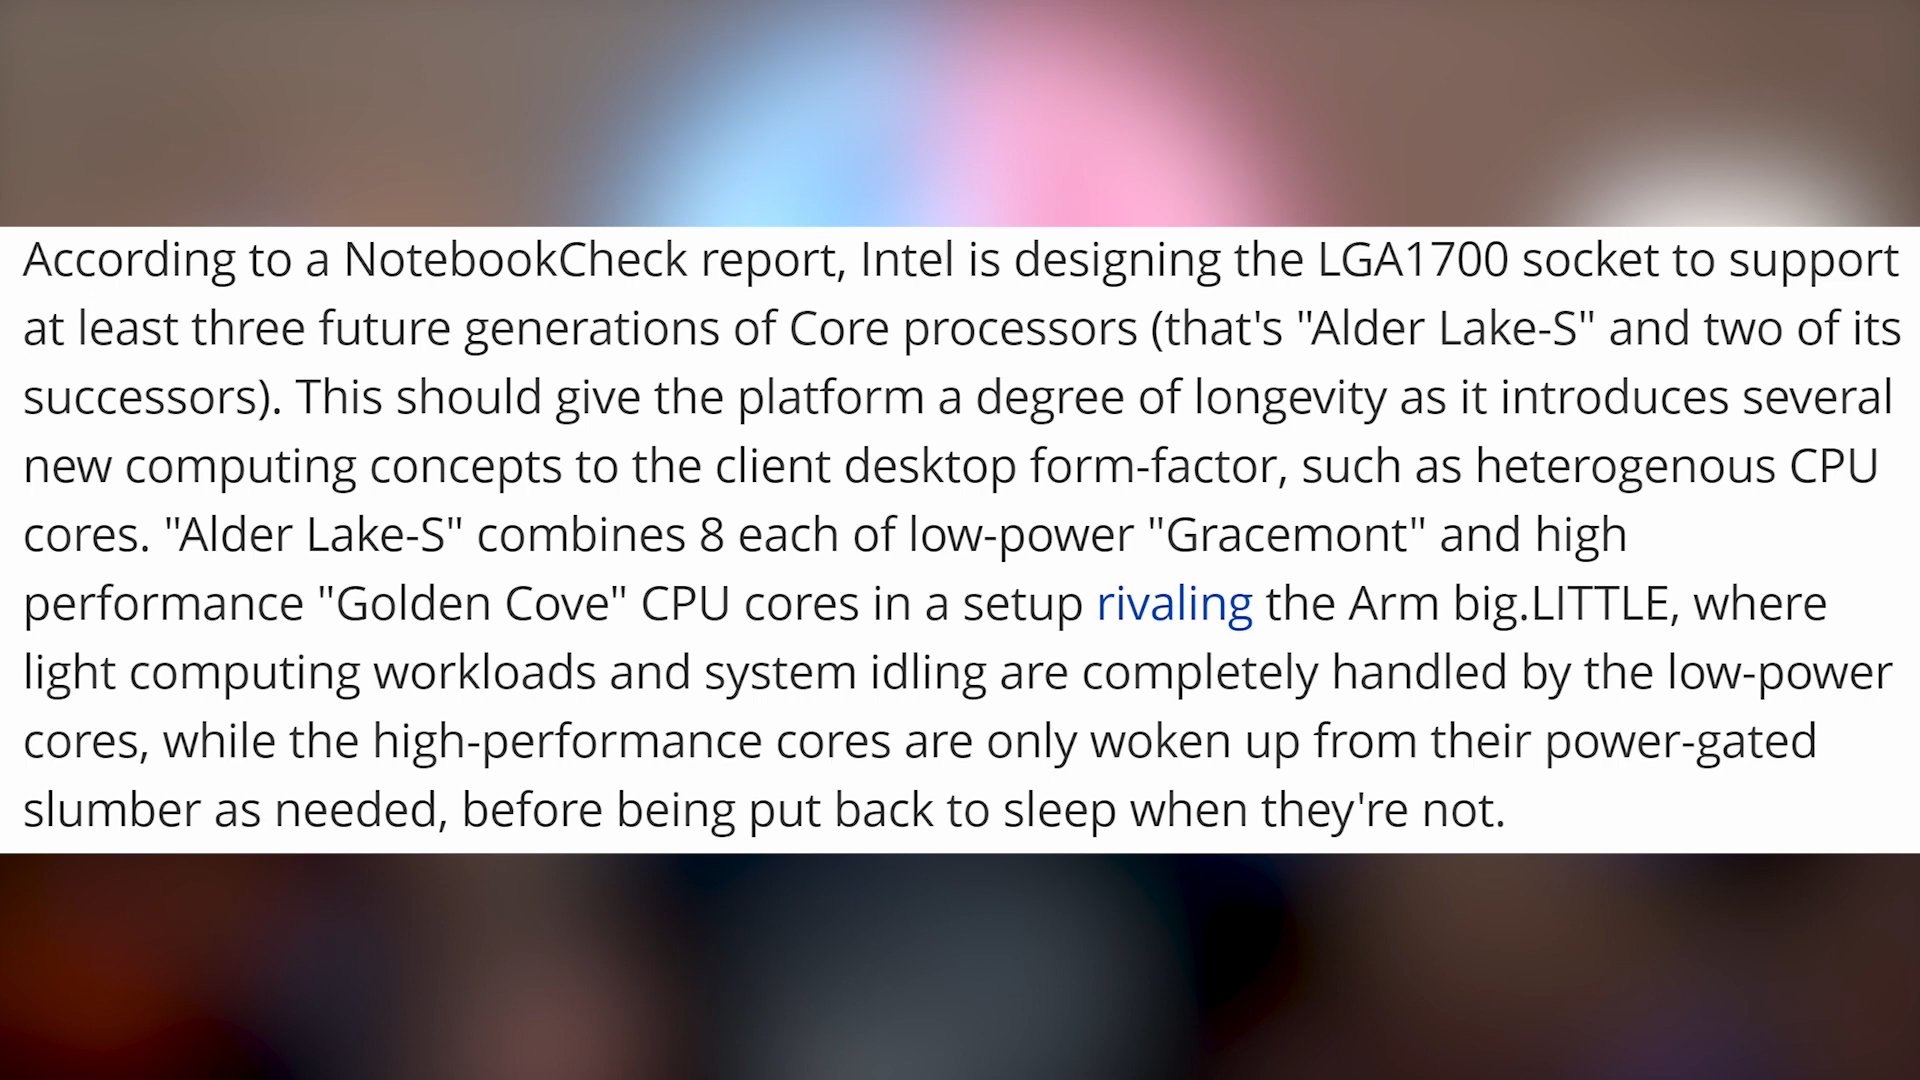 According to a NotebookCheck report, Intel is designing the LGA1700 socket to support
at least three future generations of Core processors (that's "Alder Lake-S" and two of its
successors). This should give the platform a degree of longevity as it introduces several
new computing concepts to the client desktop form-factor, such as heterogenous CPU
cores. "Alder Lake-S" combines 8 each of low-power "Gracemont" and high
performance "Golden Cove" CPU cores in a setup rivaling the Arm big.LITTLE, where
light computing workloads and system idling are completely handled by the low-power
cores, while the high-performance cores are only woken up from their power-gated
slumber as needed, before being put back to sleep when they're not.